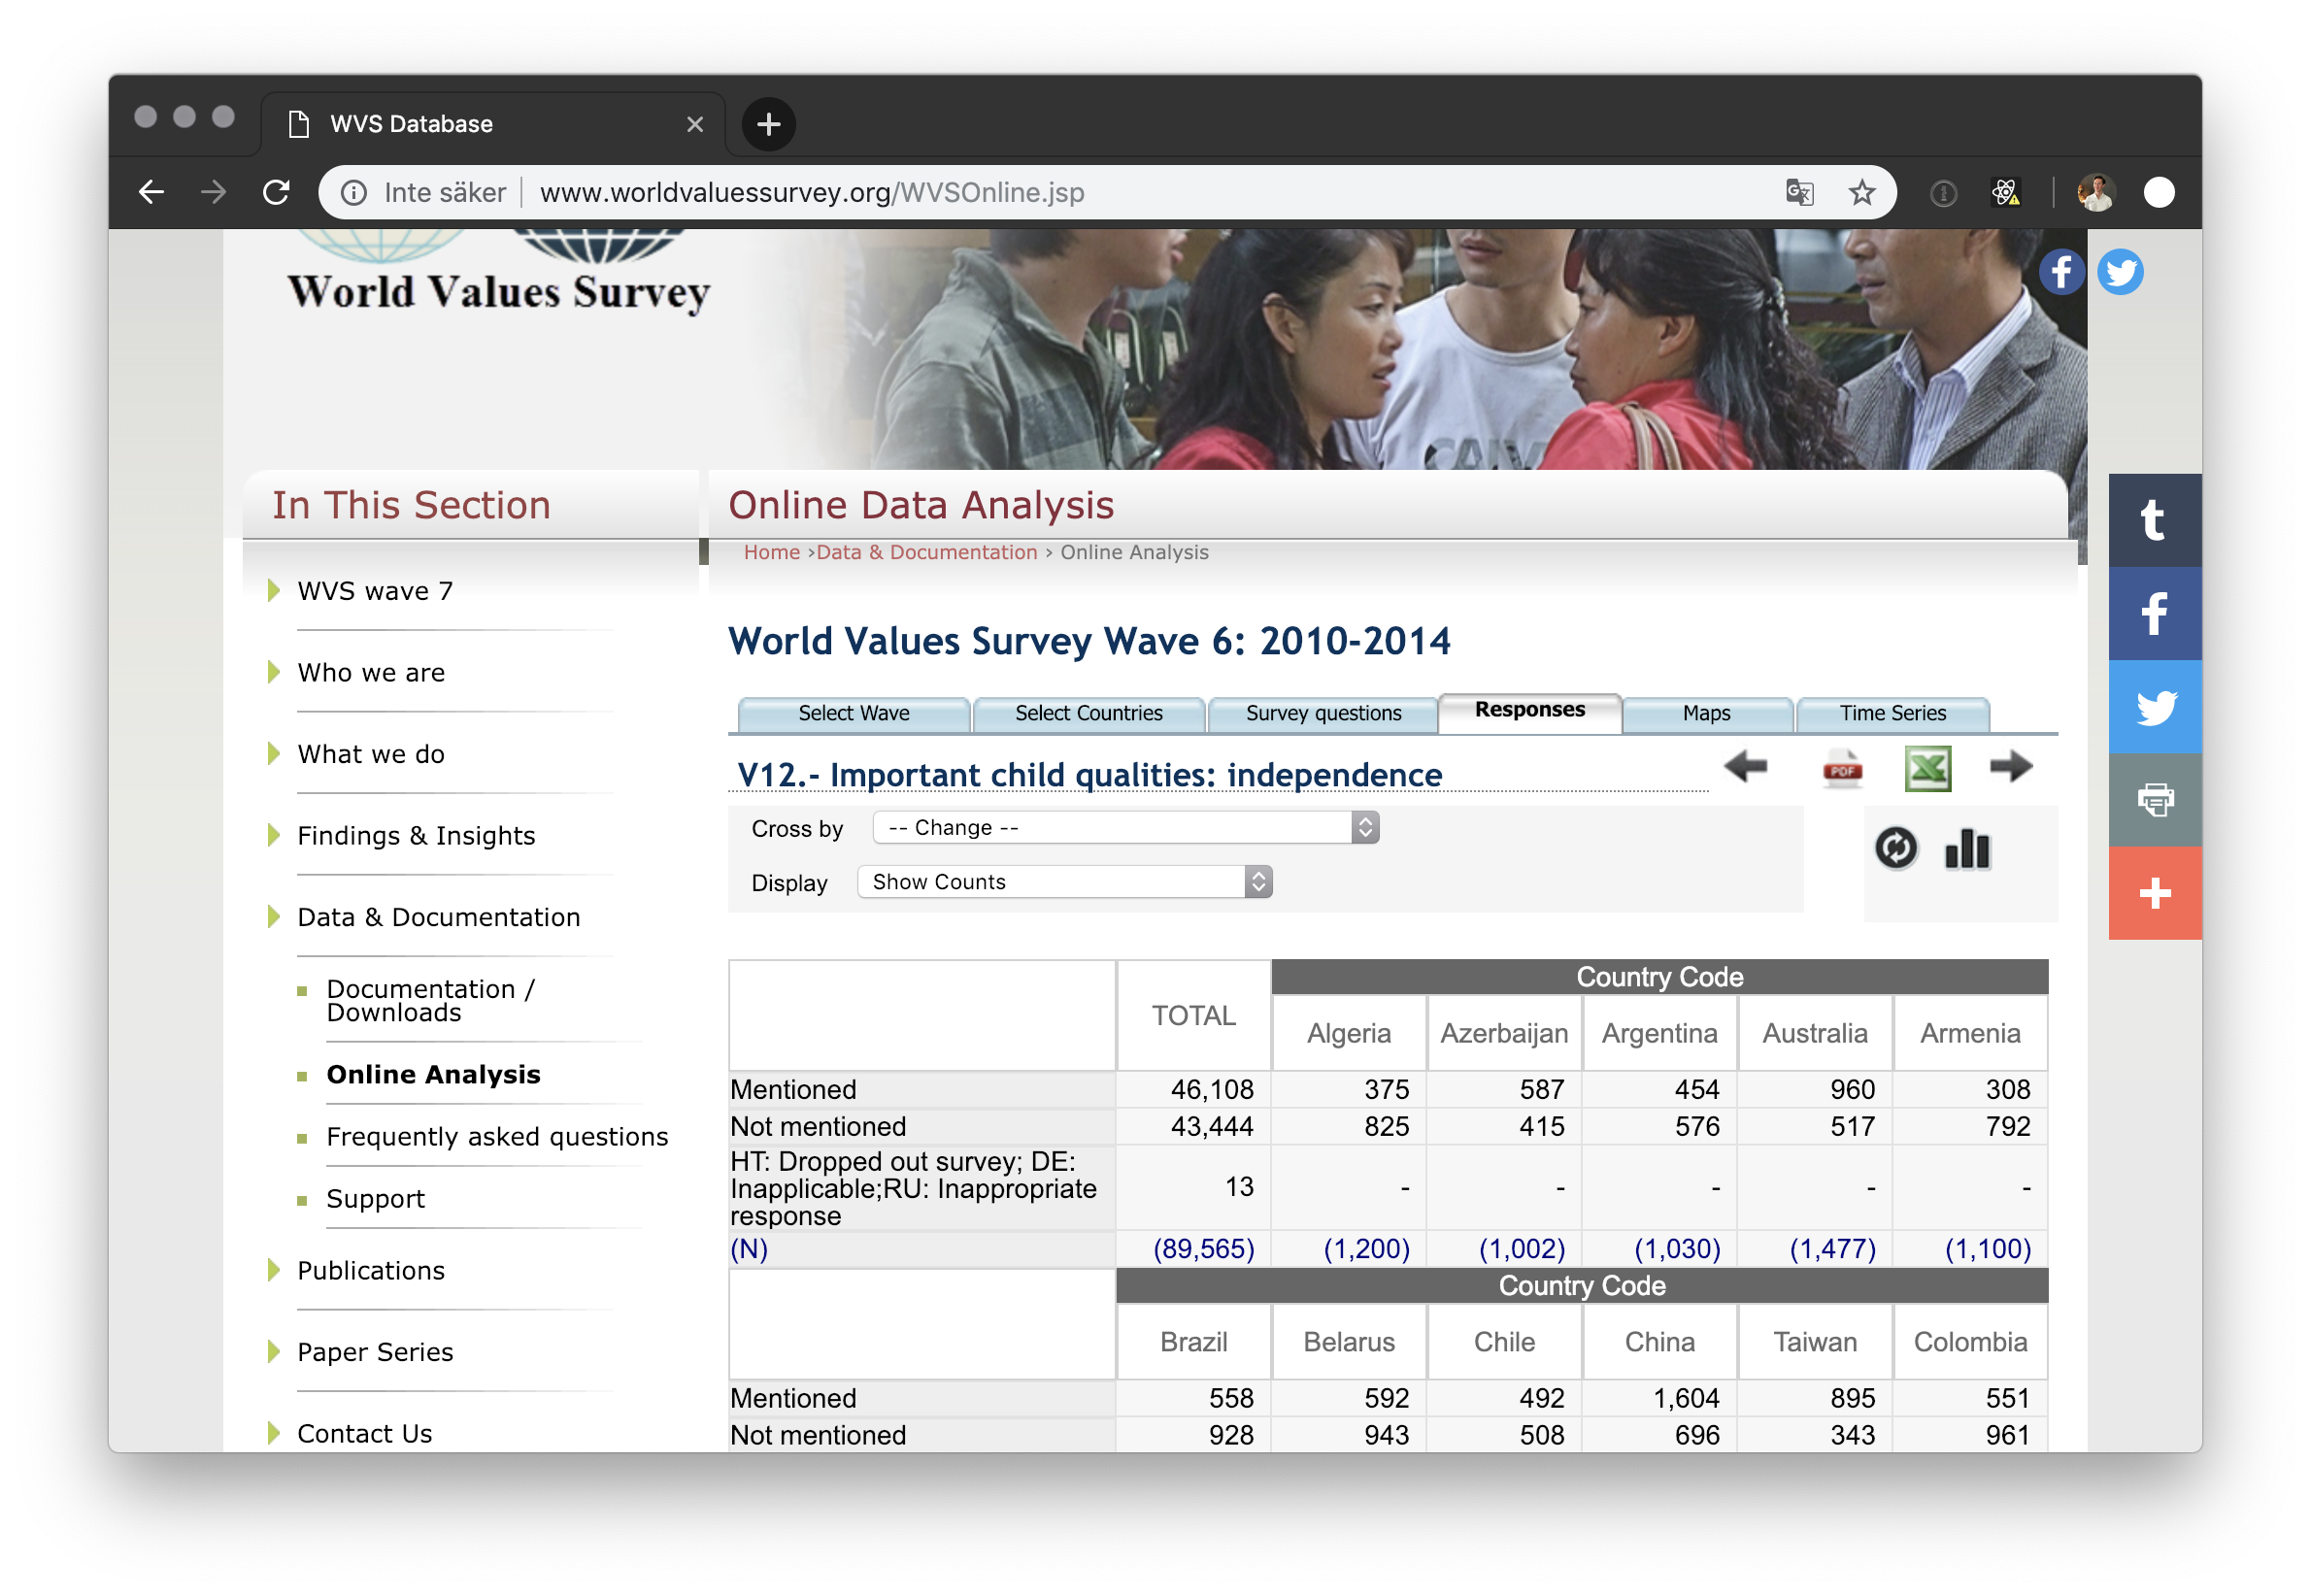 WVS Database
Inte säker www.worldvaluessurvey.org/WVSOnline.jsp
World Values Survey
In This Section
WVS wave 7
Who we are
What we do
Findings & Insights
Data & Documentation
Documentation /
Downloads
Online Analysis
Frequently asked questions
Support
Publications
Paper Series
Contact Us
Online Data Analysis
Home ›Data & Documentation › Online Analysis
World Values Survey Wave 6: 2010-2014
Select Wave Select Countries Survey questions Responses Maps Time Series
V12.- Important child qualities: independence
PDF
Cross by -- Change --
Display Show Counts
TOTAL Country Code
Algeria Azerbaijan Argentina Australia Armenia
Mentioned 46,108 375 587 454 960 308
Not mentioned 43,444 825 415 576 517 792
HT: Dropped out survey; DE:
Inapplicable;RU: Inappropriate
response 13 - - - - -
(N) (89,565) (1,200) (1,002) (1,030) (1,477) (1,100)
Country Code
Brazil Belarus Chile China Taiwan Colombia
Mentioned 558 592 492 1,604 895 551
Not mentioned 928 943 508 696 343 961